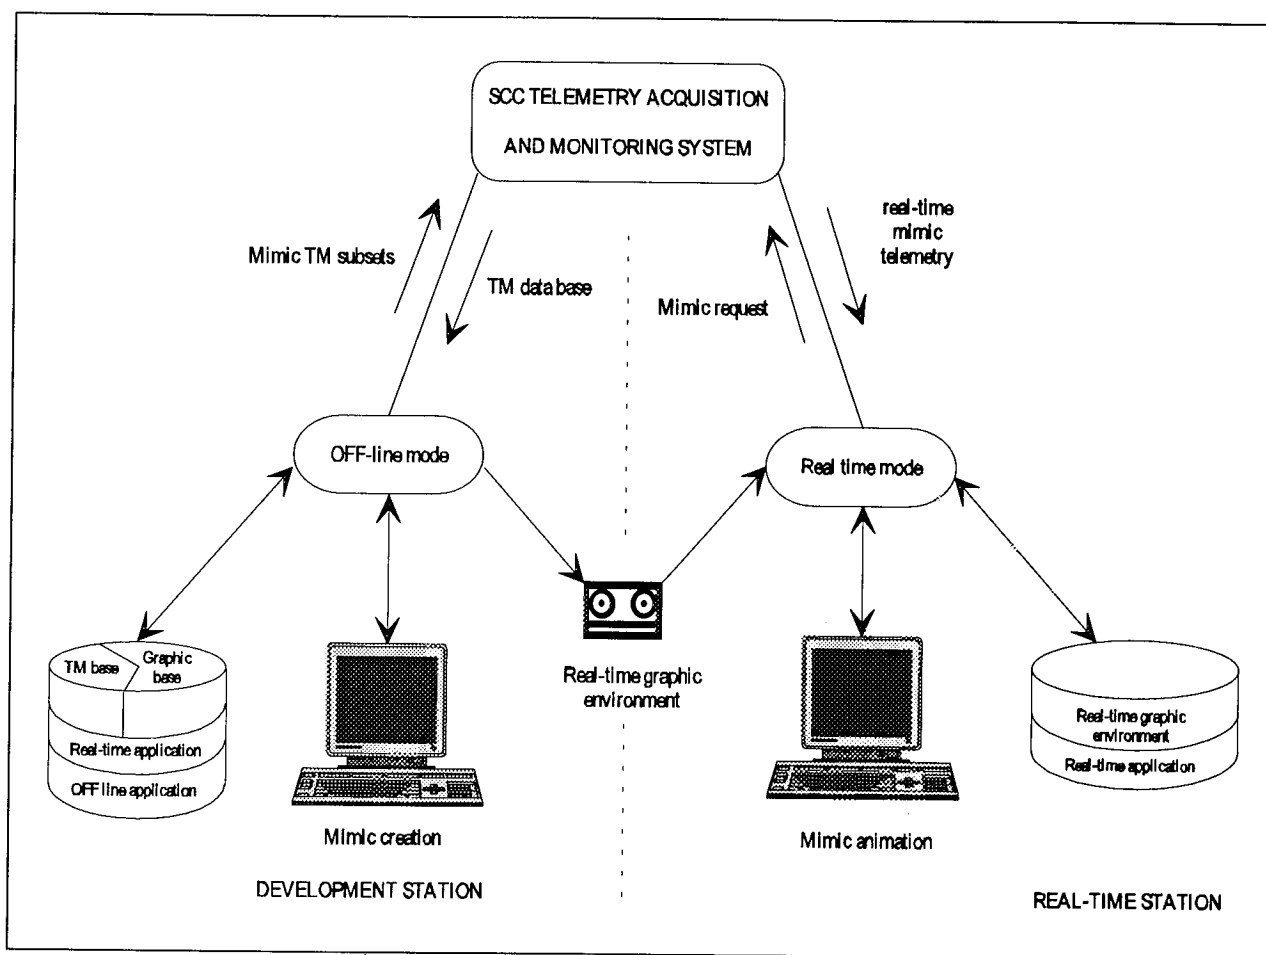 SCC TELEMETRY ACQUISITION
AND MONITORING SYSTEM
Mimic TM subsets
TM data base
real-time
mimic
telemetry
Mimic request
OFF-line mode
Real time mode
TM base
Graphic
base
Real-time application
OFF line application
Mimic creation
Real-time graphic
environment
Mimic animation
Real-time graphic
environment
Real-time application
DEVELOPMENT STATION
REAL-TIME STATION